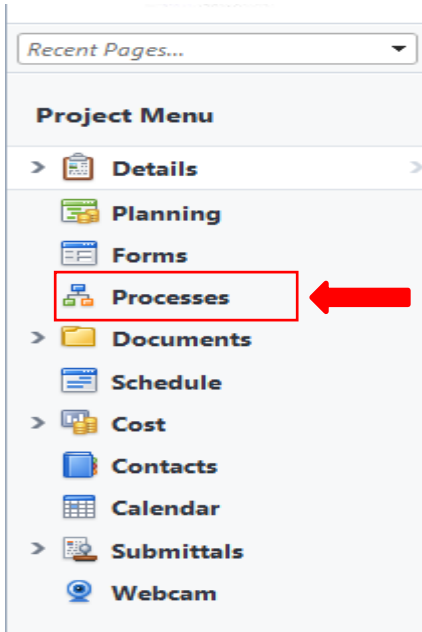 Recent Pages...
Project Menu
Details
Planning
Forms
Processes
Documents
Schedule
Cost
Contacts
Calendar
Submittals
Webcam